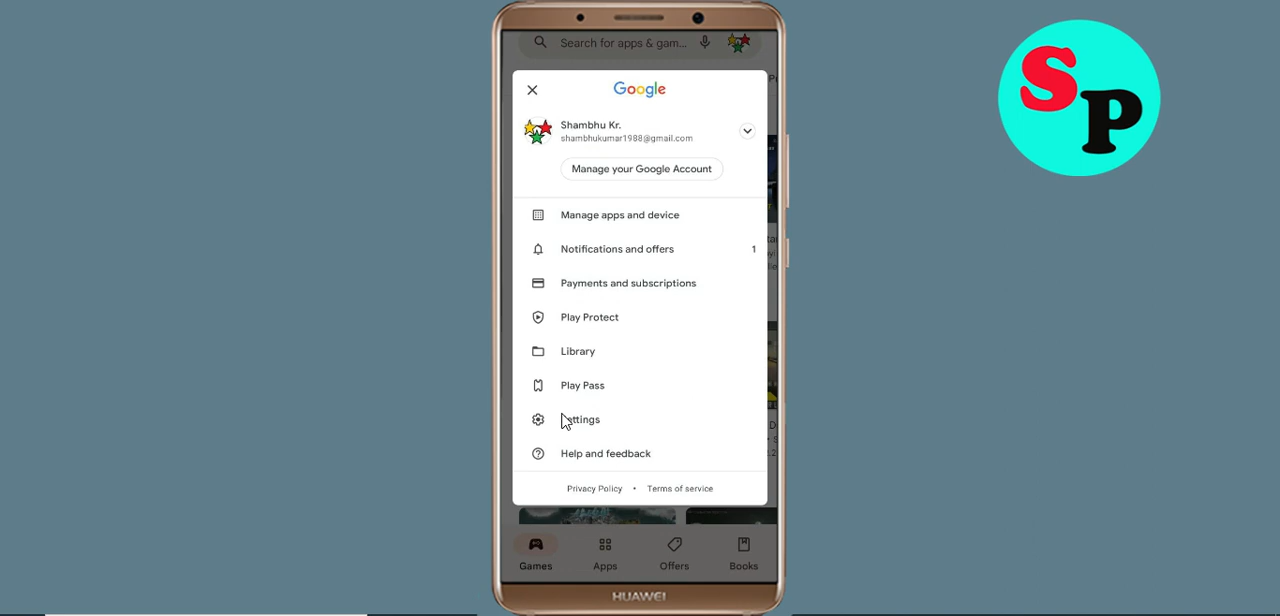 Search for apps & gam...
Google
Shambhu Kr.
shambhukumar1988@gmail.com
Manage your Google Account
Manage apps and device
Notifications and offers 1
Payments and subscriptions
Play Protect
Library
Play Pass
Settings
Help and feedback
Privacy Policy • Terms of service
Games Apps Offers Books
HUAWEI
SP